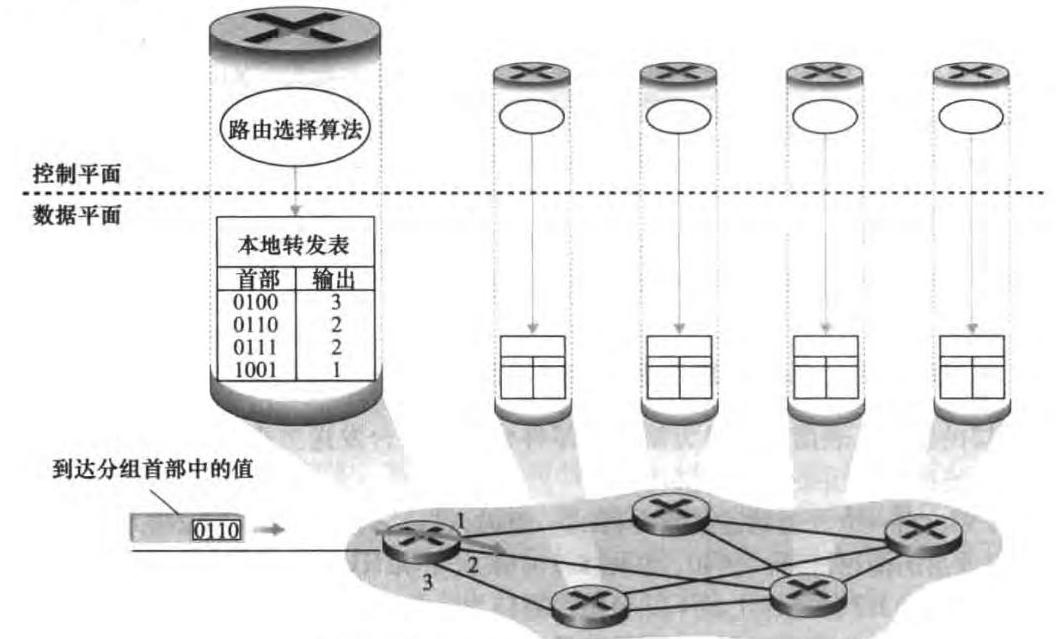 路由选择算法
控制平面
数据平面
本地转发表
首部 输出
0100 3
0110 2
0111 2
1001 1
到达分组首部中的值
0110
1
2
3